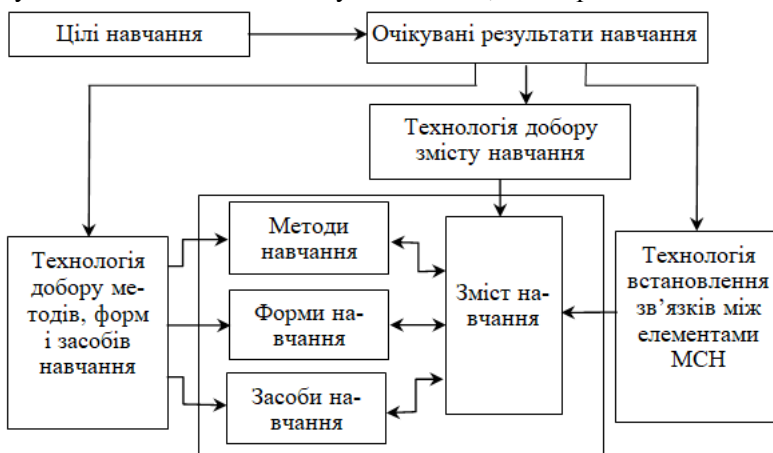 Цілі навчання
Очікувані результати навчання
Технологія добору
змісту навчання
Методи
навчання
Технологія
добору ме-
тодів, форм
і засобів
навчання
Форми на-
вчання
Засоби на-
вчання
Зміст на-
вчання
Технологія
встановлення
зв’язків між
елементами
МСН